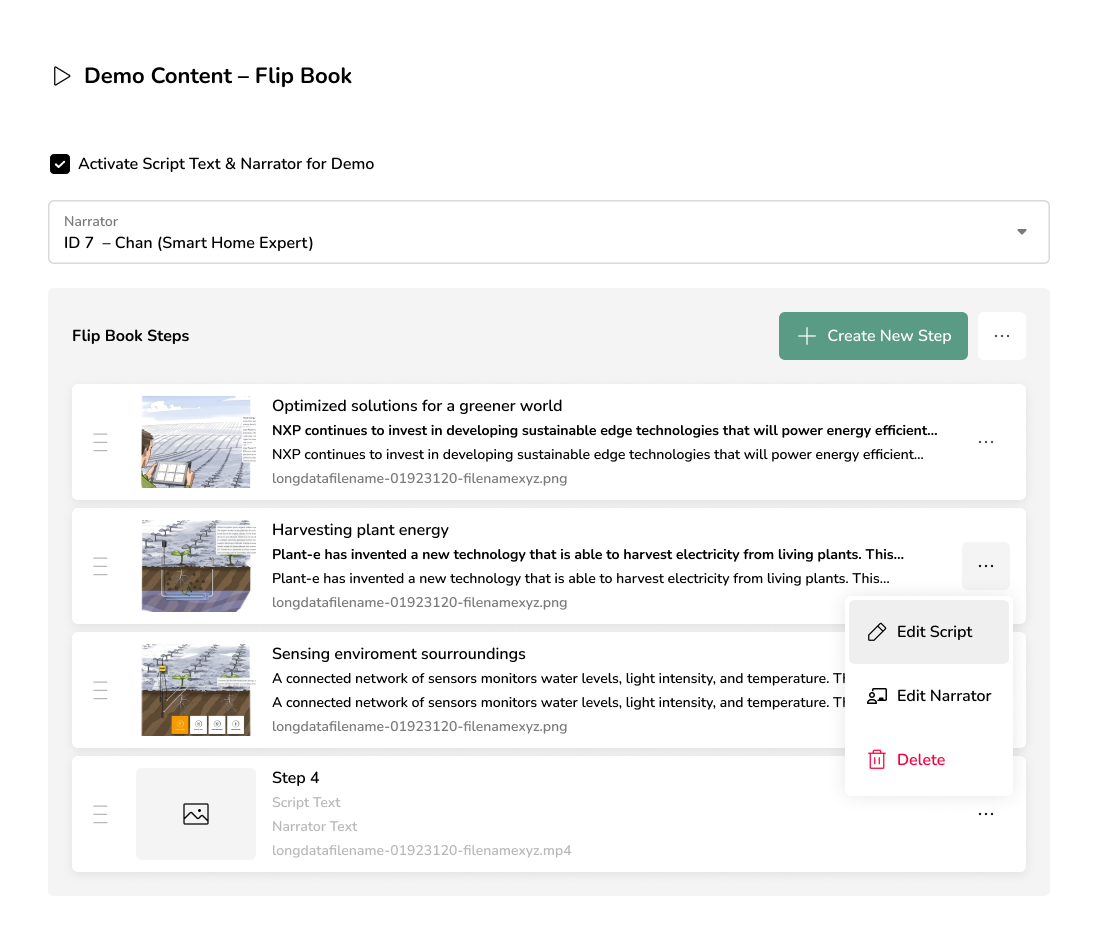 Demo Content – Flip Book
Activate Script Text & Narrator for Demo
Narrator
ID 7 – Chan (Smart Home Expert)
Flip Book Steps
Create New Step
Optimized solutions for a greener world
NXP continues to invest in developing sustainable edge technologies that will power energy efficient...
NXP continues to invest in developing sustainable edge technologies that will power energy efficient...
longdatafilename-01923120-filenamexyz.png
Harvesting plant energy
Plant-e has invented a new technology that is able to harvest electricity from living plants. This...
Plant-e has invented a new technology that is able to harvest electricity from living plants. This...
longdatafilename-01923120-filenamexyz.png
Edit Script
Edit Narrator
Delete
Sensing enviroment sourroundings
A connected network of sensors monitors water levels, light intensity, and temperature.
A connected network of sensors monitors water levels, light intensity, and temperature.
longdatafilename-01923120-filenamexyz.png
Step 4
Script Text
Narrator Text
longdatafilename-01923120-filenamexyz.mp4